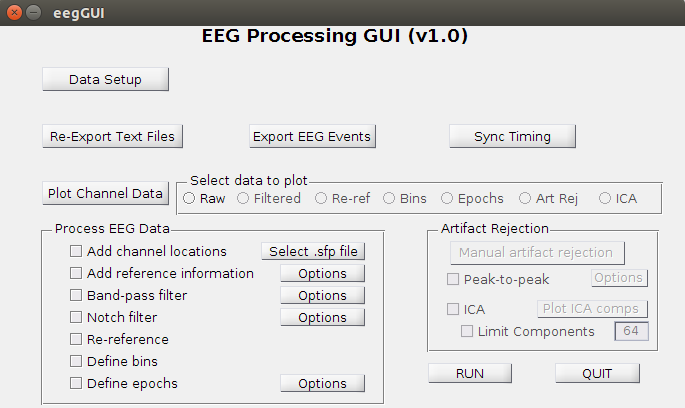 eegGUI
EEG Processing GUI (v1.0)
Data Setup
Re-Export Text Files Export EEG Events Sync Timing
Select data to plot
Plot Channel Data Raw Filtered Re-ref Bins Epochs Art Rej ICA
Process EEG Data
Add channel locations Select .sfp file
Add reference information Options
Band-pass filter Options
Notch filter Options
Re-reference
Define bins
Define epochs Options
Artifact Rejection
Manual artifact rejection
Peak-to-peak Options
ICA Plot ICA comps
Limit Components 64
RUN QUIT